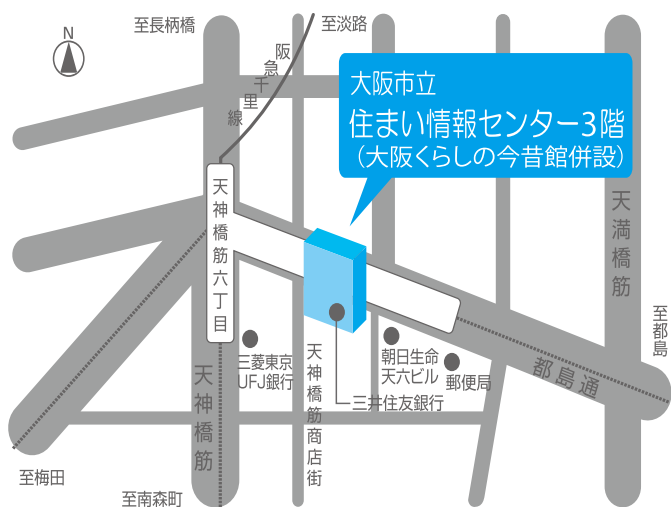 至長柄橋
至淡路
N
阪急千里線
大阪市立
住まい情報センター3階
（大阪くらしの今昔館併設）
天神橋筋六丁目
天満橋筋
至都島
三菱東京
UFJ銀行
天神橋筋
天神橋筋商店街
朝日生命
天六ビル
郵便局
都島通
三井住友銀行
至梅田
至南森町